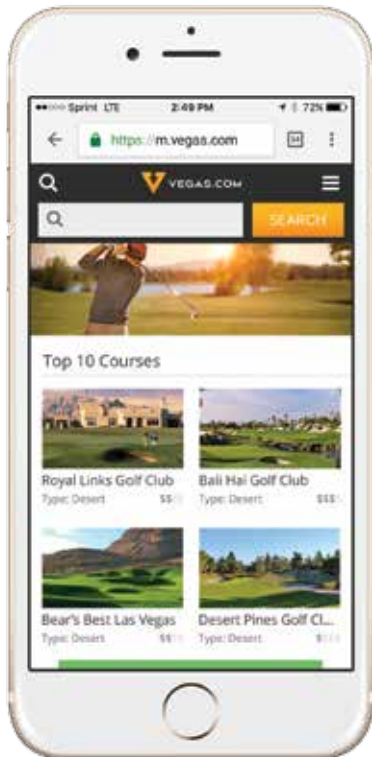 Sprint LTE 2:49 PM 72%
https://m.vegas.com
VEGAS.COM
SEARCH
Top 10 Courses
Royal Links Golf Club Bali Hai Golf Club
Type: Desert $$ Type: Desert $$$
Bear's Best Las Vegas Desert Pines Golf Cl...
Type: Desert $$ Type: Desert $